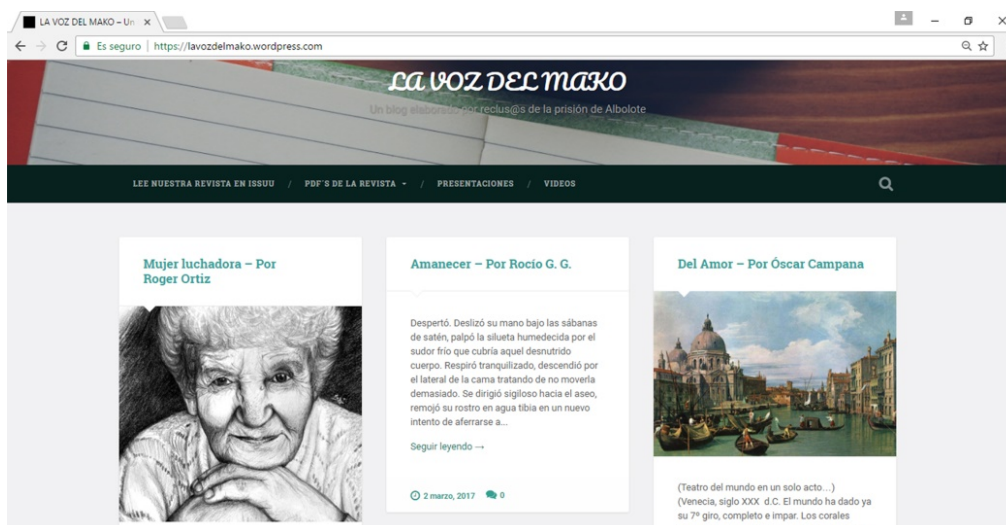 LA VOZ DEL MAKO – Un
Es seguro | https://lavozdelmako.wordpress.com
LA VOZ DEL MAKO
Un blog elaborado por reclus@s de la prisión de Albolote
LEE NUESTRA REVISTA EN ISSUU / PDF´S DE LA REVISTA / PRESENTACIONES / VIDEOS
Mujer luchadora – Por
Roger Ortiz
Amanecer – Por Rocío G. G.
Despertó. Deslizó su mano bajo las sábanas
de satén, palpó la silueta humedecida por el
sudor frío que cubría aquel desnutrido
cuerpo. Respiró tranquilizado, descendió por
el lateral de la cama tratando de no moverla
demasiado. Se dirigió sigiloso hacia el aseo,
remojó su rostro en agua tibia en un nuevo
intento de aferrarse a...
Seguir leyendo →
2 marzo, 2017 0
Del Amor – Por Óscar Campana
(Teatro del mundo en un solo acto...)
(Venecia, siglo XXX d.C. El mundo ha dado ya
su 7º giro, completo e impar. Los corales